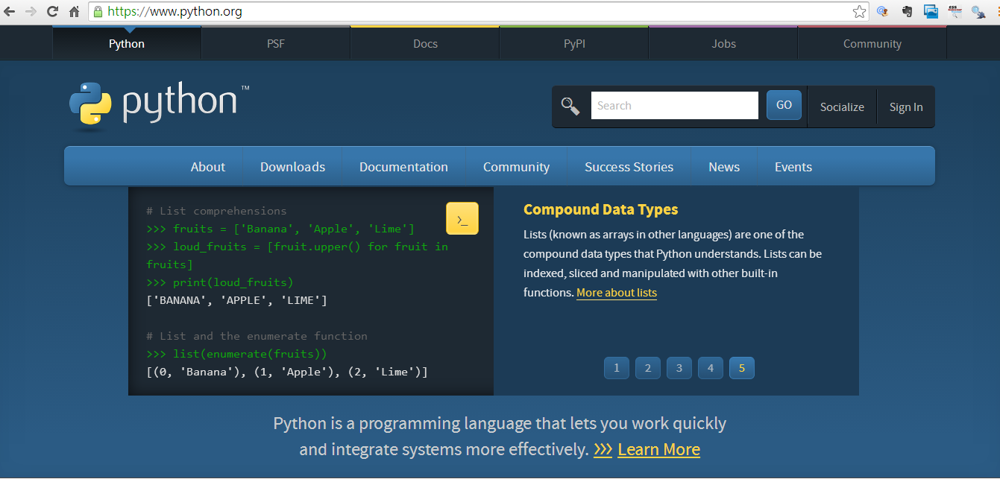 https://www.python.org
Python PSF Docs PyPI Jobs Community
python™
Search GO Socialize Sign In
About Downloads Documentation Community Success Stories News Events
# List comprehensions
>>> fruits = ['Banana', 'Apple', 'Lime']
>>> loud_fruits = [fruit.upper() for fruit in
fruits]
>>> print(loud_fruits)
['BANANA', 'APPLE', 'LIME']
# List and the enumerate function
>>> list(enumerate(fruits))
[(0, 'Banana'), (1, 'Apple'), (2, 'Lime')]
>_
Compound Data Types
Lists (known as arrays in other languages) are one of the
compound data types that Python understands. Lists can be
indexed, sliced and manipulated with other built-in
functions. More about lists
1 2 3 4 5
Python is a programming language that lets you work quickly
and integrate systems more effectively. >>> Learn More